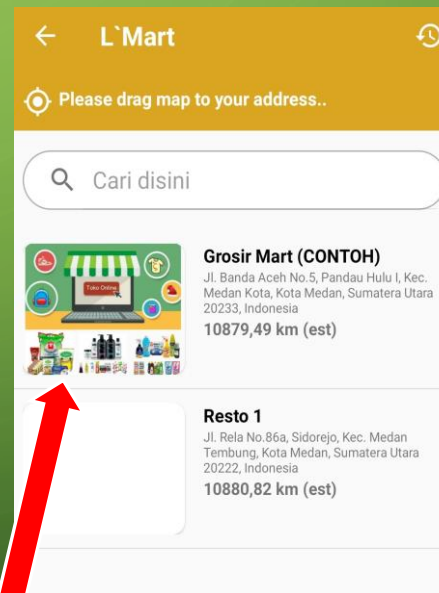 L`Mart
Please drag map to your address..
Cari disini
Toko Online
Grosir Mart (CONTOH)
Jl. Banda Aceh No.5, Pandau Hulu I, Kec.
Medan Kota, Kota Medan, Sumatera Utara
20233, Indonesia
10879,49 km (est)
Resto 1
Jl. Rela No.86a, Sidorejo, Kec. Medan
Tembung, Kota Medan, Sumatera Utara
20222, Indonesia
10880,82 km (est)